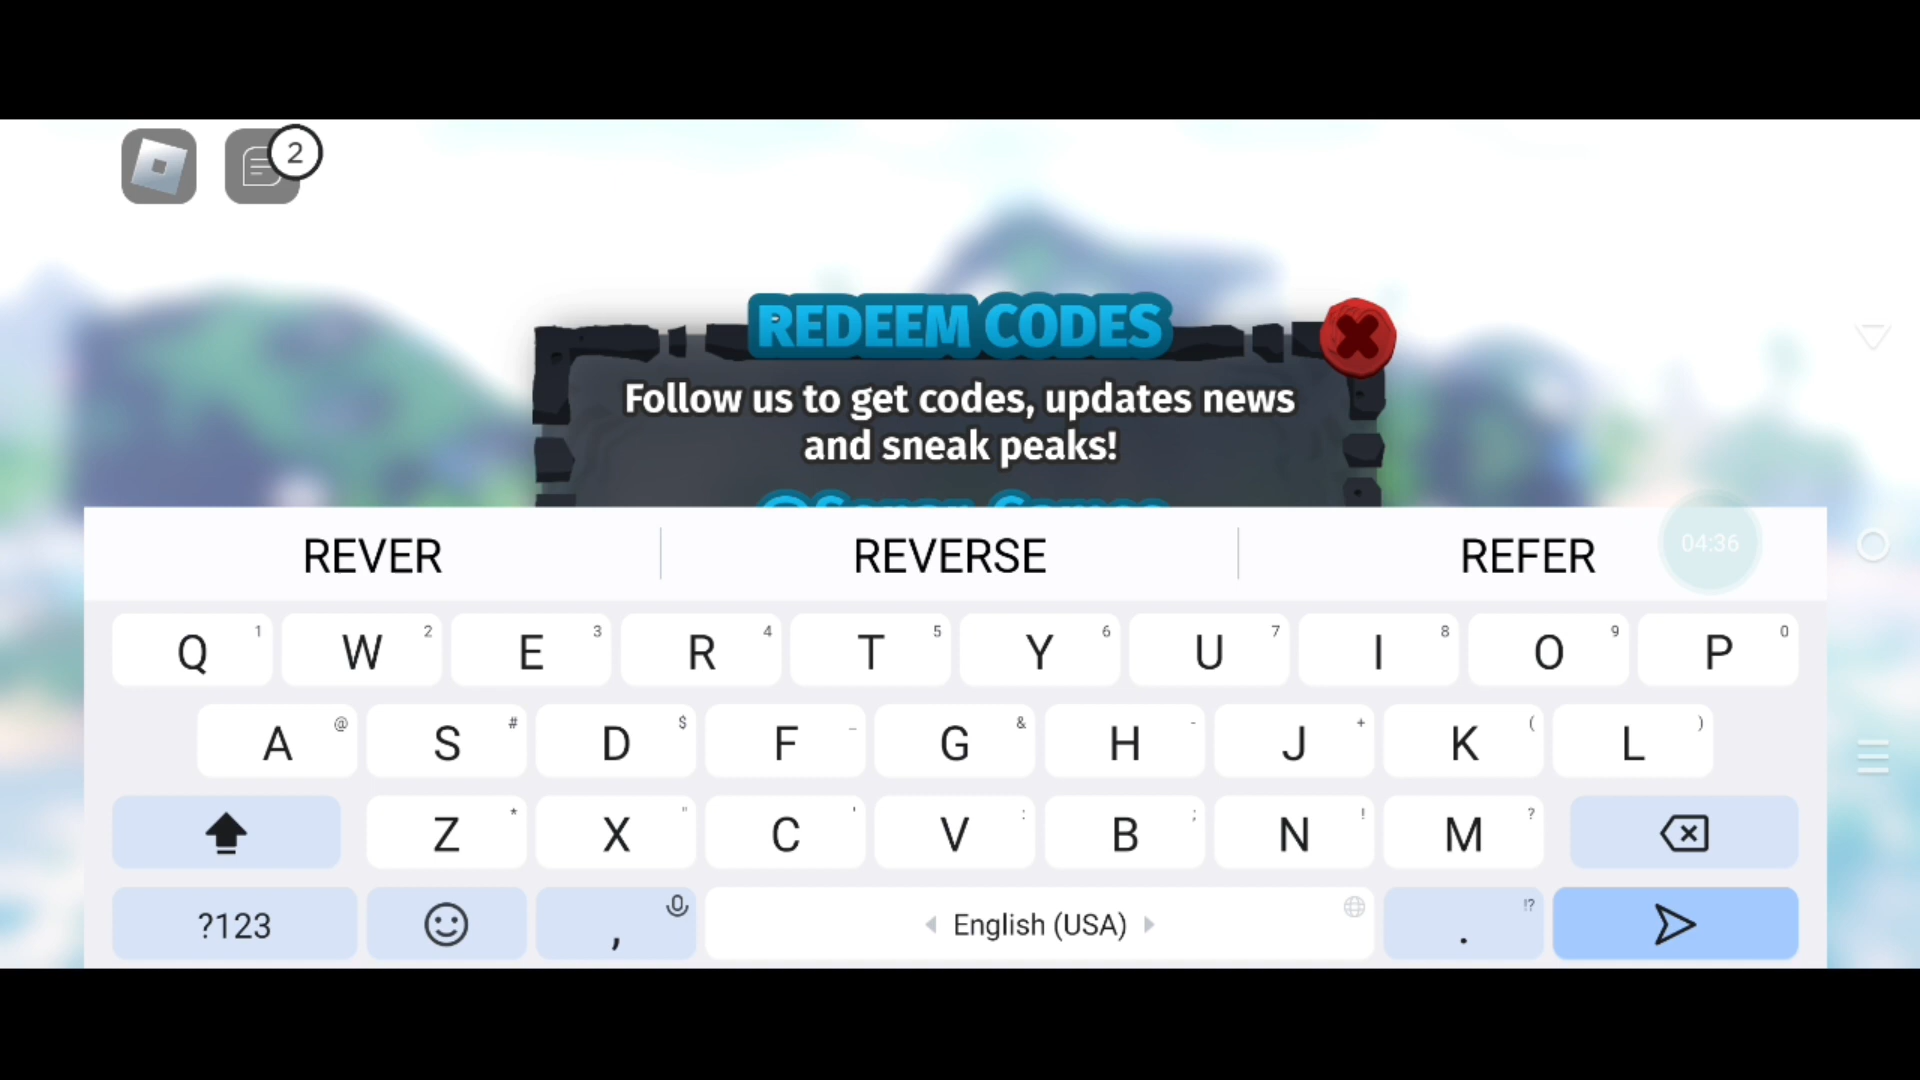 2
REDEEM CODES
Follow us to get codes, updates news
and sneak peaks!
REVER REVERSE REFER 04:36
Q 1 W 2 E 3 R 4 T 5 Y 6 U 7 I 8 O 9 P 0
A @ S # D $ F _ G & H - J + K ( L )
Z * X " C ' V : B ; N ! M ?
?123 , English (USA) . !?